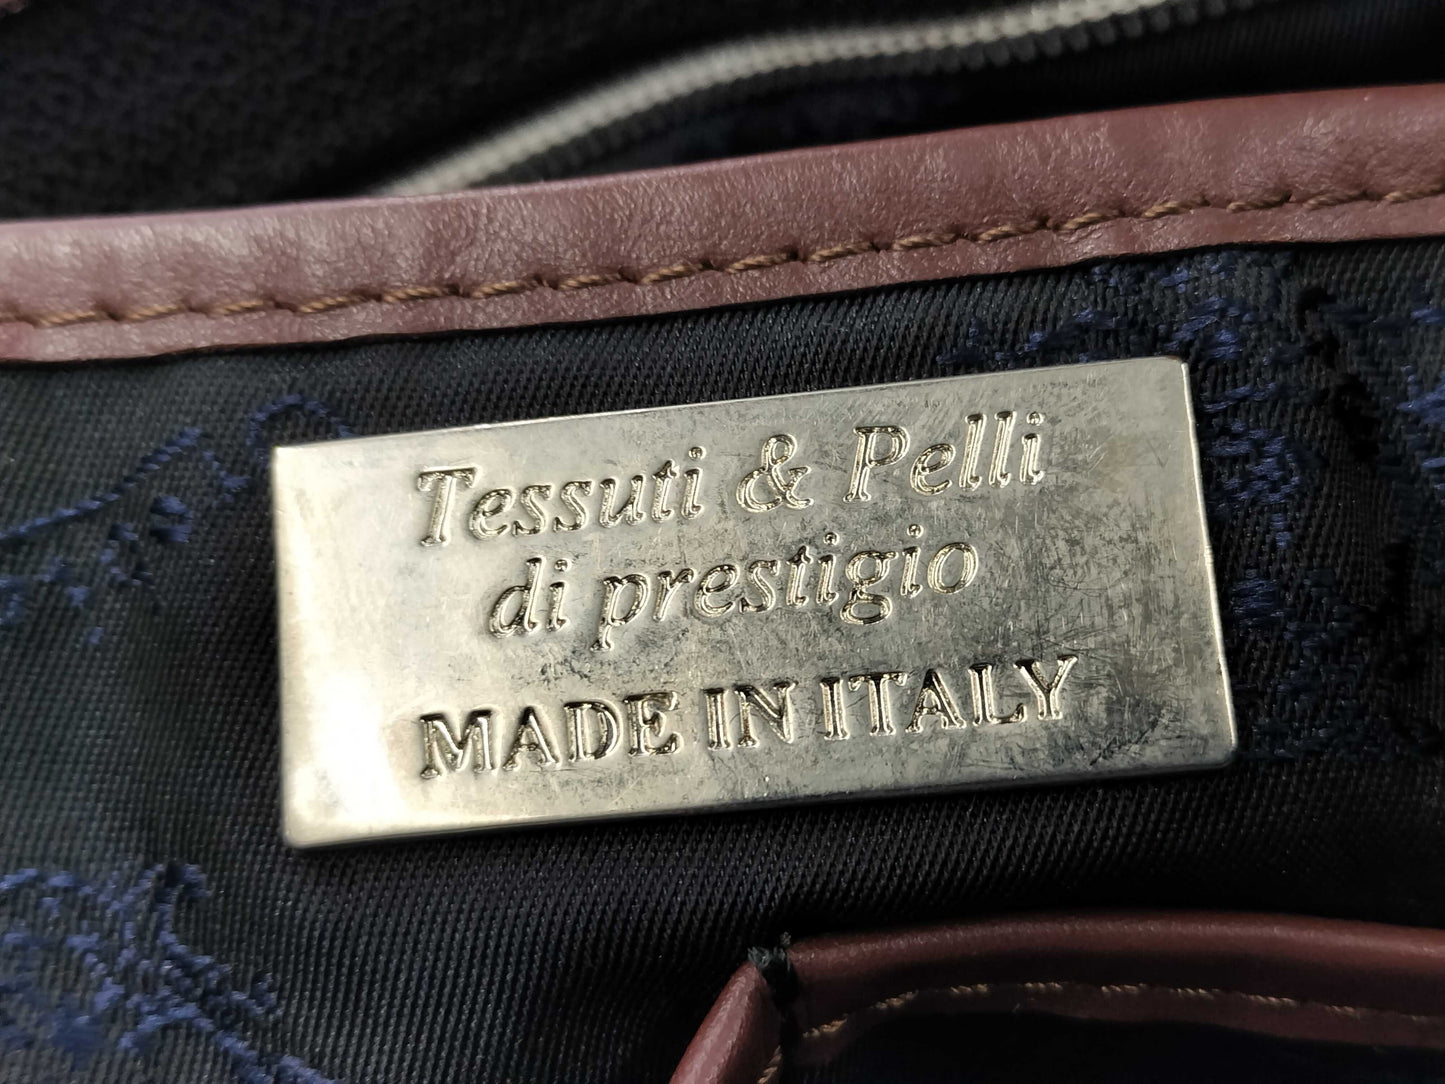 Tessuti & Pelli
di prestigio
MADE IN ITALY